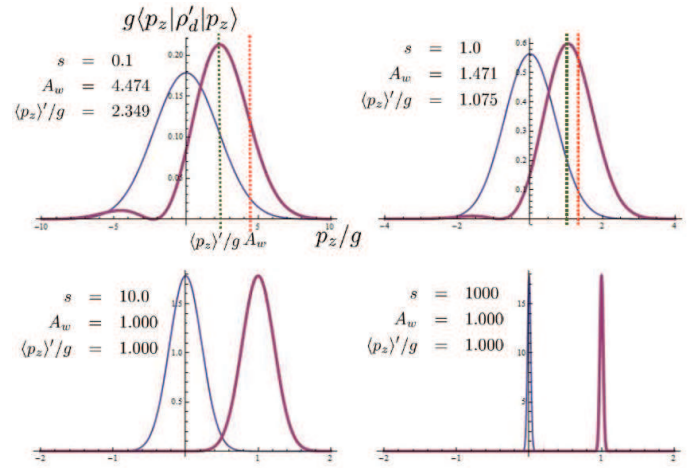 g⟨p_z|ρ'_d|p_z⟩
s = 0.1
A_w = 4.474
⟨p_z⟩'/g = 2.349
0.20
0.15
0.10
0.05
-10 -5 5 10
⟨p_z⟩'/g A_w p_z/g
s = 1.0
A_w = 1.471
⟨p_z⟩'/g = 1.075
0.6
0.5
0.4
0.3
0.2
0.1
-4 -2 0 2 4
s = 10.0
A_w = 1.000
⟨p_z⟩'/g = 1.000
1.5
1.0
0.5
-2 -1 0 1 2
s = 1000
A_w = 1.000
⟨p_z⟩'/g = 1.000
15
10
5
-2 -1 0 1 2